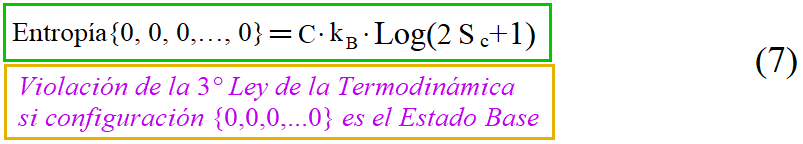 Entropía{0, 0, 0,..., 0} = C · k_B · Log(2 S_c+1)
Violación de la 3° Ley de la Termodinámica
si configuración {0,0,0,...0} es el Estado Base
(7)